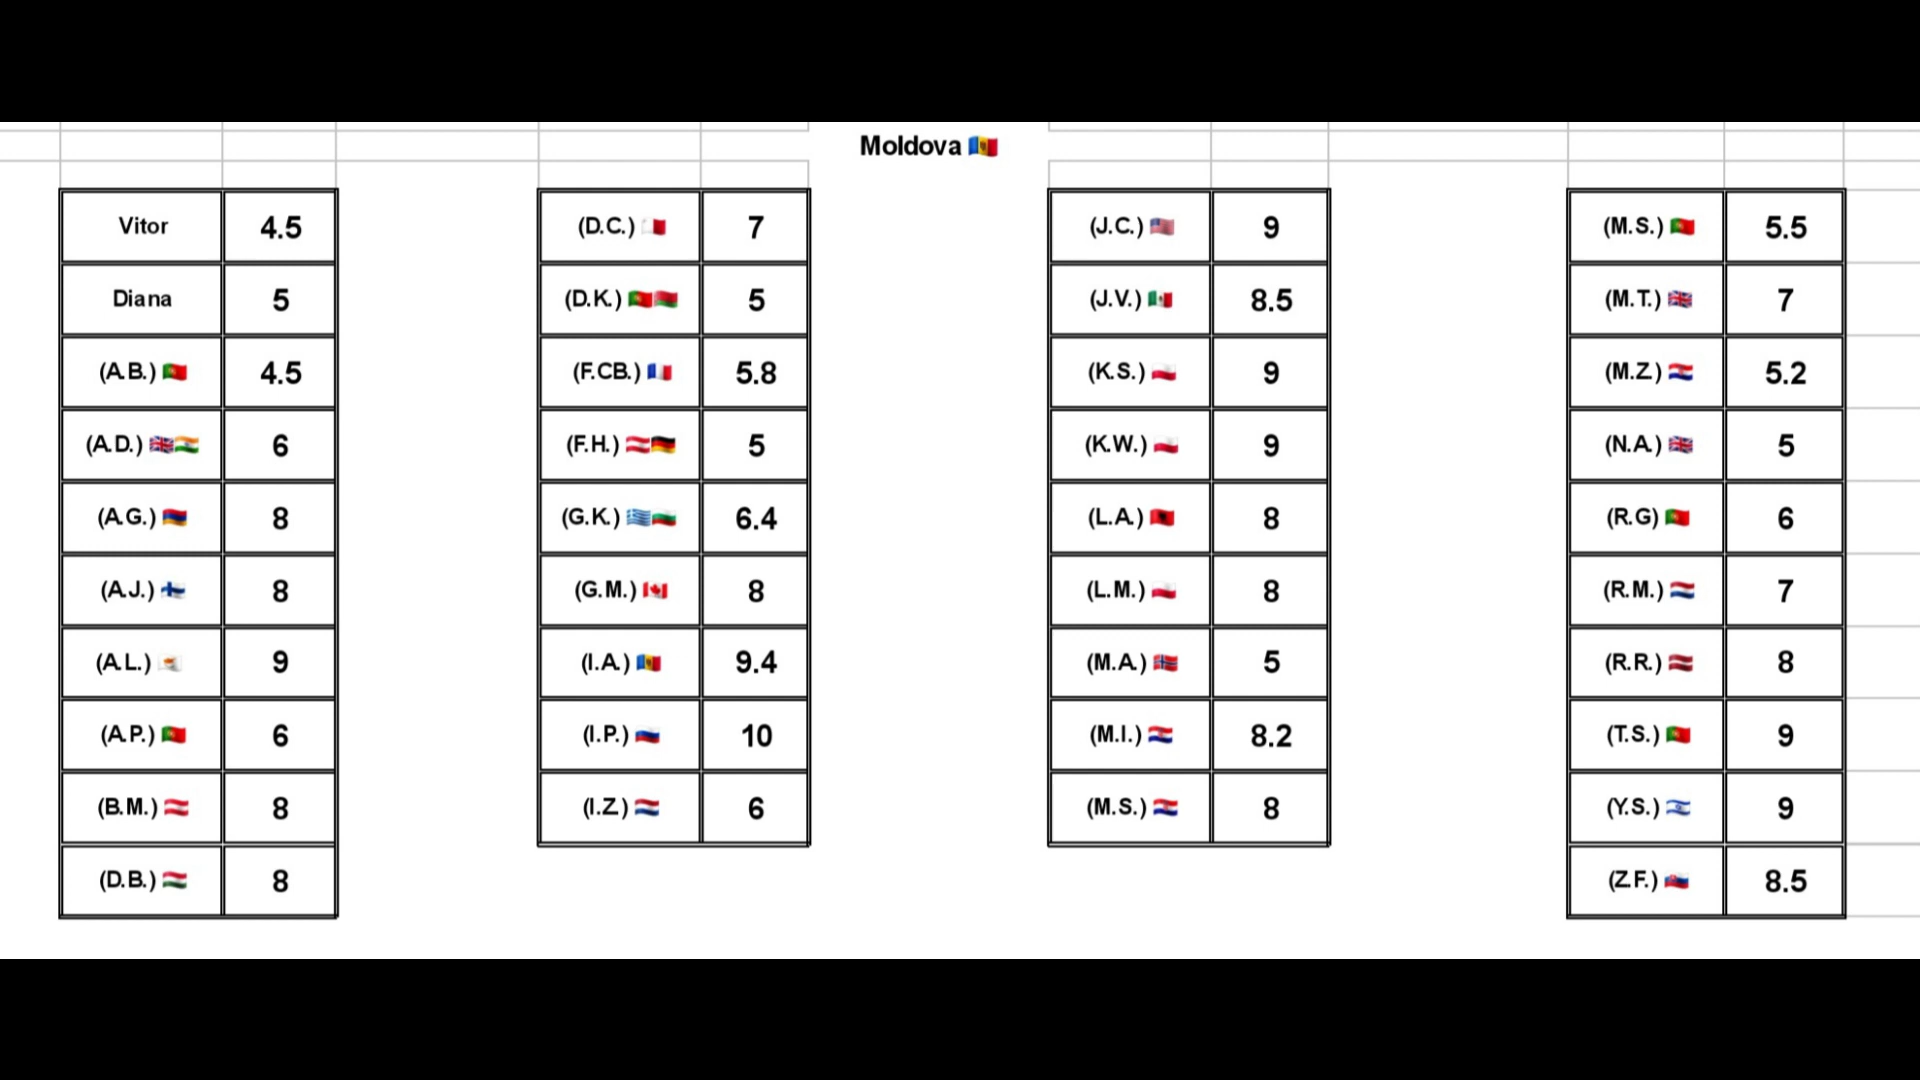 Moldova 🇲🇩
Vitor 4.5
Diana 5
(A.B.) 🇵🇹 4.5
(A.D.) 🇬🇧🇮🇳 6
(A.G.) 🇦🇲 8
(A.J.) 🇫🇮 8
(A.L.) 🇨🇾 9
(A.P.) 🇵🇹 6
(B.M.) 🇦🇹 8
(D.B.) 🇭🇺 8
(D.C.) 🇲🇹 7
(D.K.) 🇵🇹🇧🇾 5
(F.CB.) 🇫🇷 5.8
(F.H.) 🇦🇹🇩🇪 5
(G.K.) 🇬🇷🇧🇬 6.4
(G.M.) 🇨🇦 8
(I.A.) 🇲🇩 9.4
(I.P.) 🇷🇺 10
(I.Z.) 🇳🇱 6
(J.C.) 🇺🇸 9
(J.V.) 🇲🇽 8.5
(K.S.) 🇵🇱 9
(K.W.) 🇵🇱 9
(L.A.) 🇦🇱 8
(L.M.) 🇵🇱 8
(M.A.) 🇳🇴 5
(M.I.) 🇭🇷 8.2
(M.S.) 🇭🇷 8
(M.S.) 🇵🇹 5.5
(M.T.) 🇬🇧 7
(M.Z.) 🇭🇷 5.2
(N.A.) 🇬🇧 5
(R.G) 🇵🇹 6
(R.M.) 🇳🇱 7
(R.R.) 🇱🇻 8
(T.S.) 🇵🇹 9
(Y.S.) 🇮🇱 9
(Z.F.) 🇸🇰 8.5